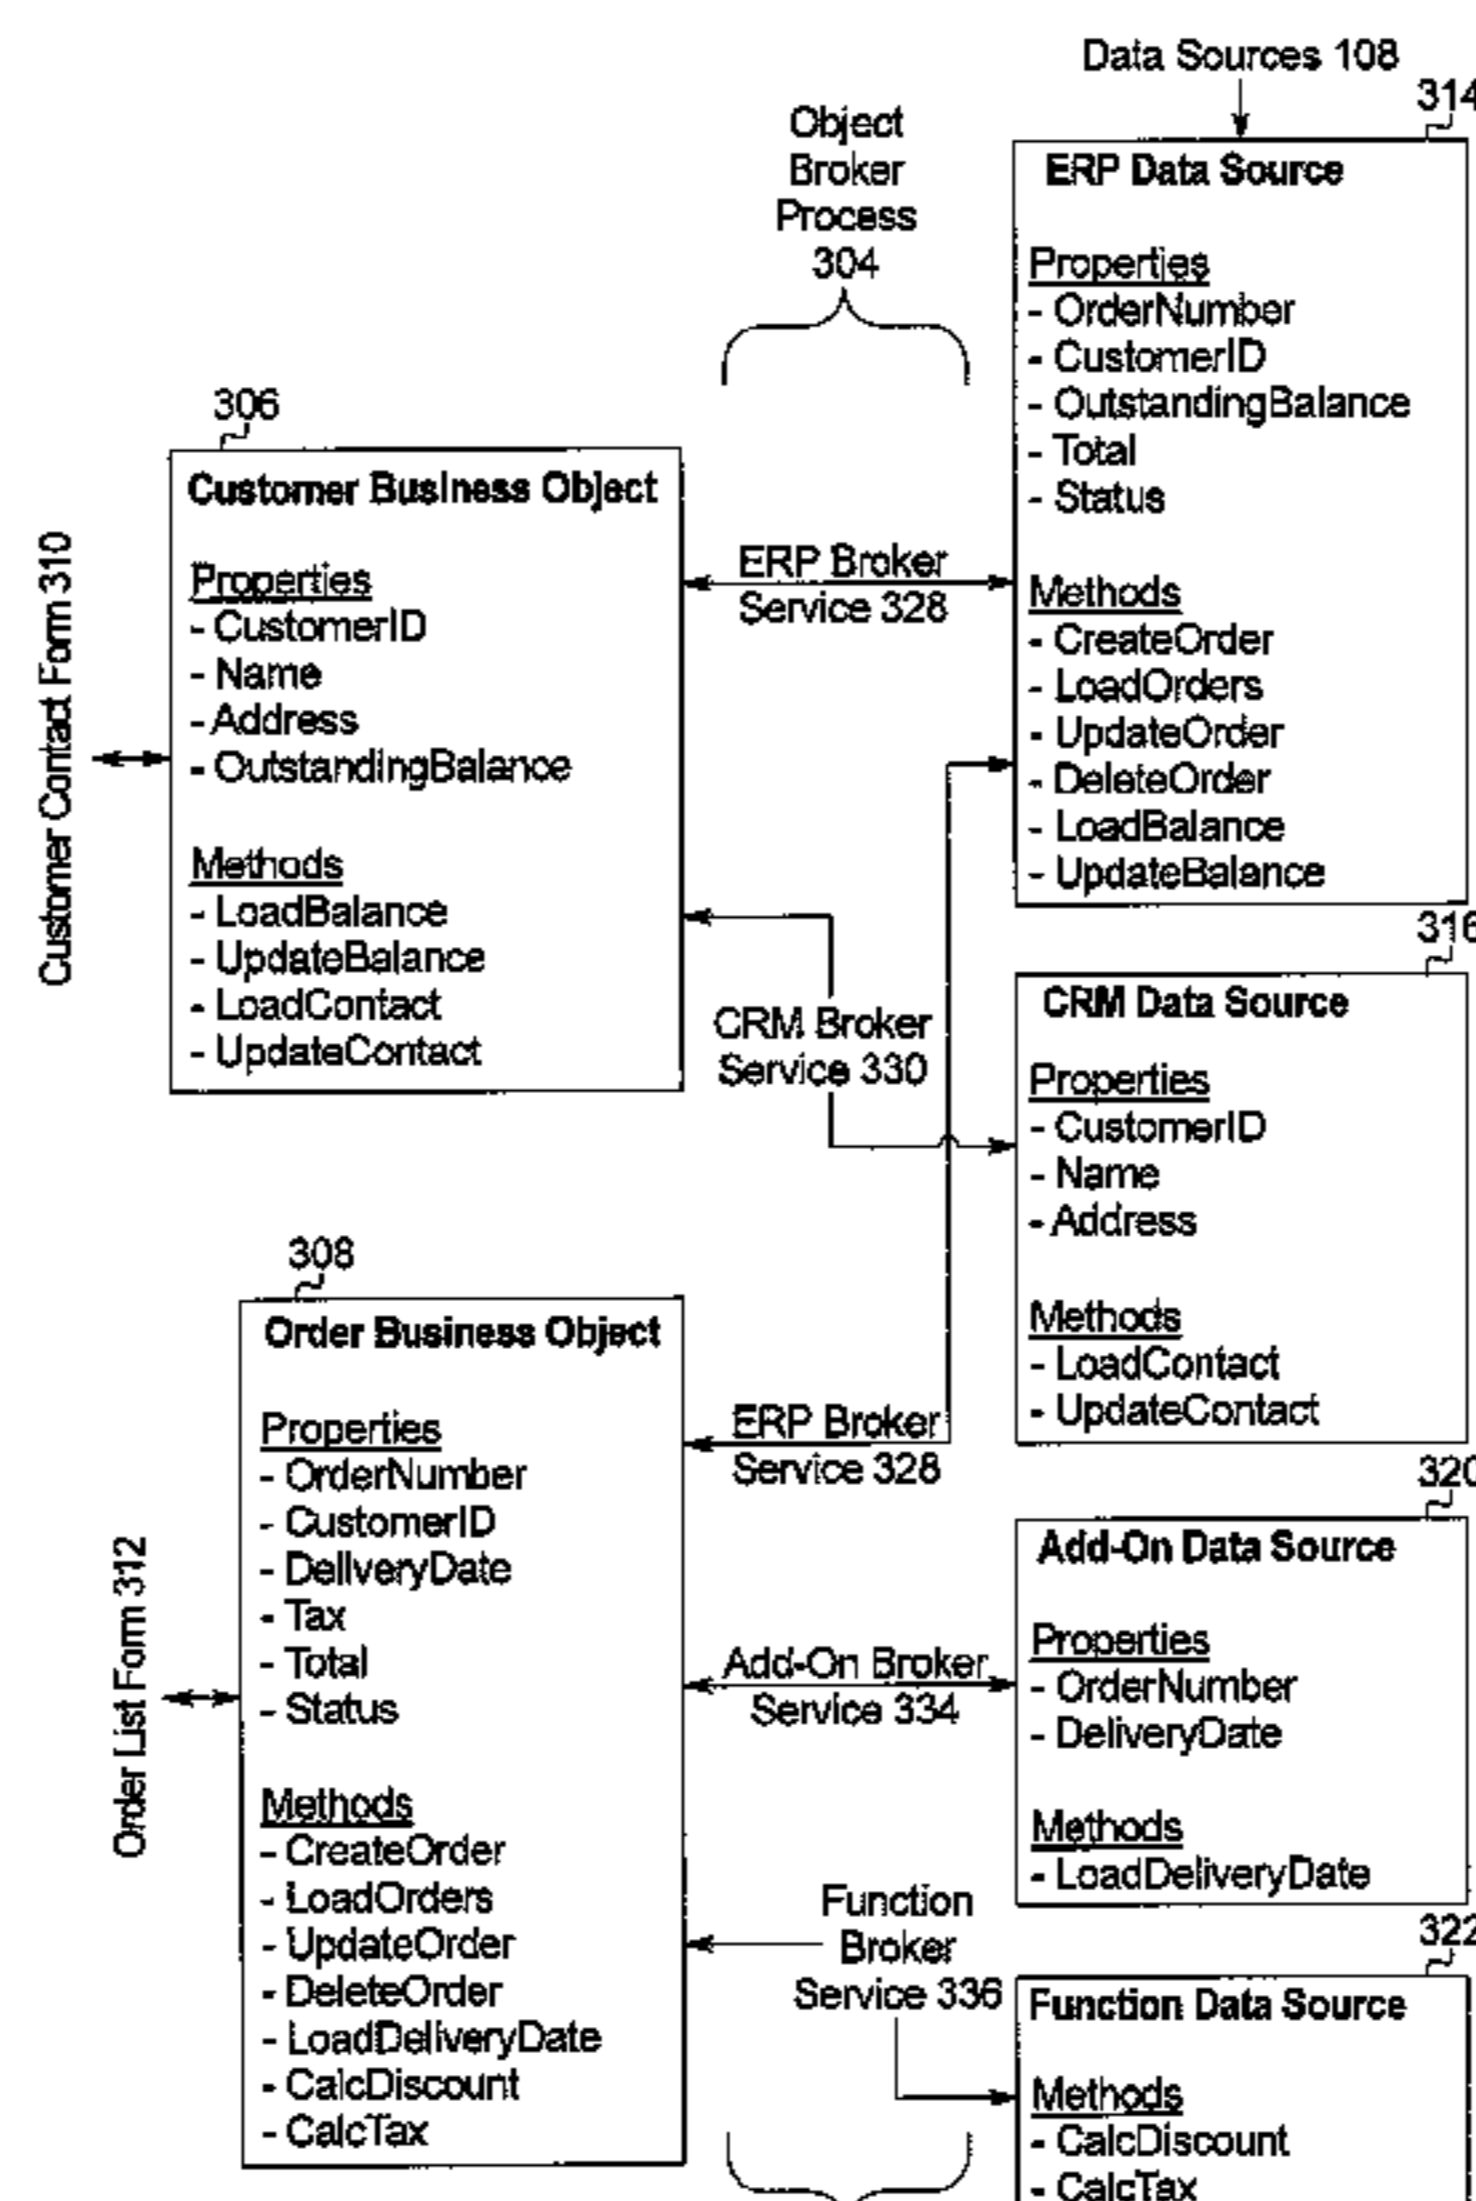 Data Sources 108
314
Object
Broker
Process
304
ERP Data Source
Properties
- OrderNumber
- CustomerID
- OutstandingBalance
- Total
- Status
Methods
- CreateOrder
- LoadOrders
- UpdateOrder
- DeleteOrder
- LoadBalance
- UpdateBalance
306
Customer Business Object
Properties
- CustomerID
- Name
- Address
- OutstandingBalance
Methods
- LoadBalance
- UpdateBalance
- LoadContact
- UpdateContact
Customer Contact Form 310
ERP Broker
Service 328
CRM Broker
Service 330
316
CRM Data Source
Properties
- CustomerID
- Name
- Address
Methods
- LoadContact
- UpdateContact
308
Order Business Object
Properties
- OrderNumber
- CustomerID
- DeliveryDate
- Tax
- Total
- Status
Methods
- CreateOrder
- LoadOrders
- UpdateOrder
- DeleteOrder
- LoadDeliveryDate
- CalcDiscount
- CalcTax
Order List Form 312
ERP Broker
Service 328
Add-On Broker
Service 334
Function
Broker
Service 336
320
Add-On Data Source
Properties
- OrderNumber
- DeliveryDate
Methods
- LoadDeliveryDate
322
Function Data Source
Methods
- CalcDiscount
- CalcTax